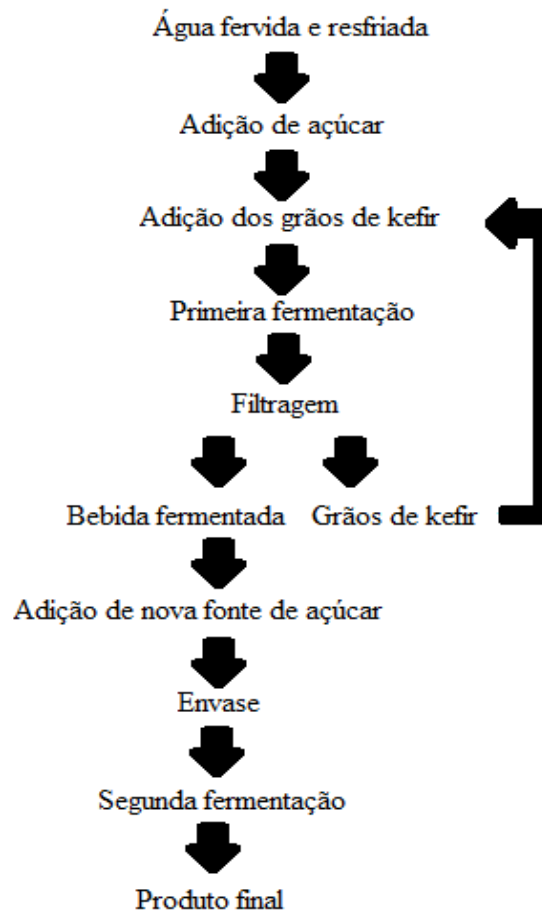 Água fervida e resfriada
Adição de açúcar
Adição dos grãos de kefir
Primeira fermentação
Filtragem
Bebida fermentada
Grãos de kefir
Adição de nova fonte de açúcar
Envase
Segunda fermentação
Produto final